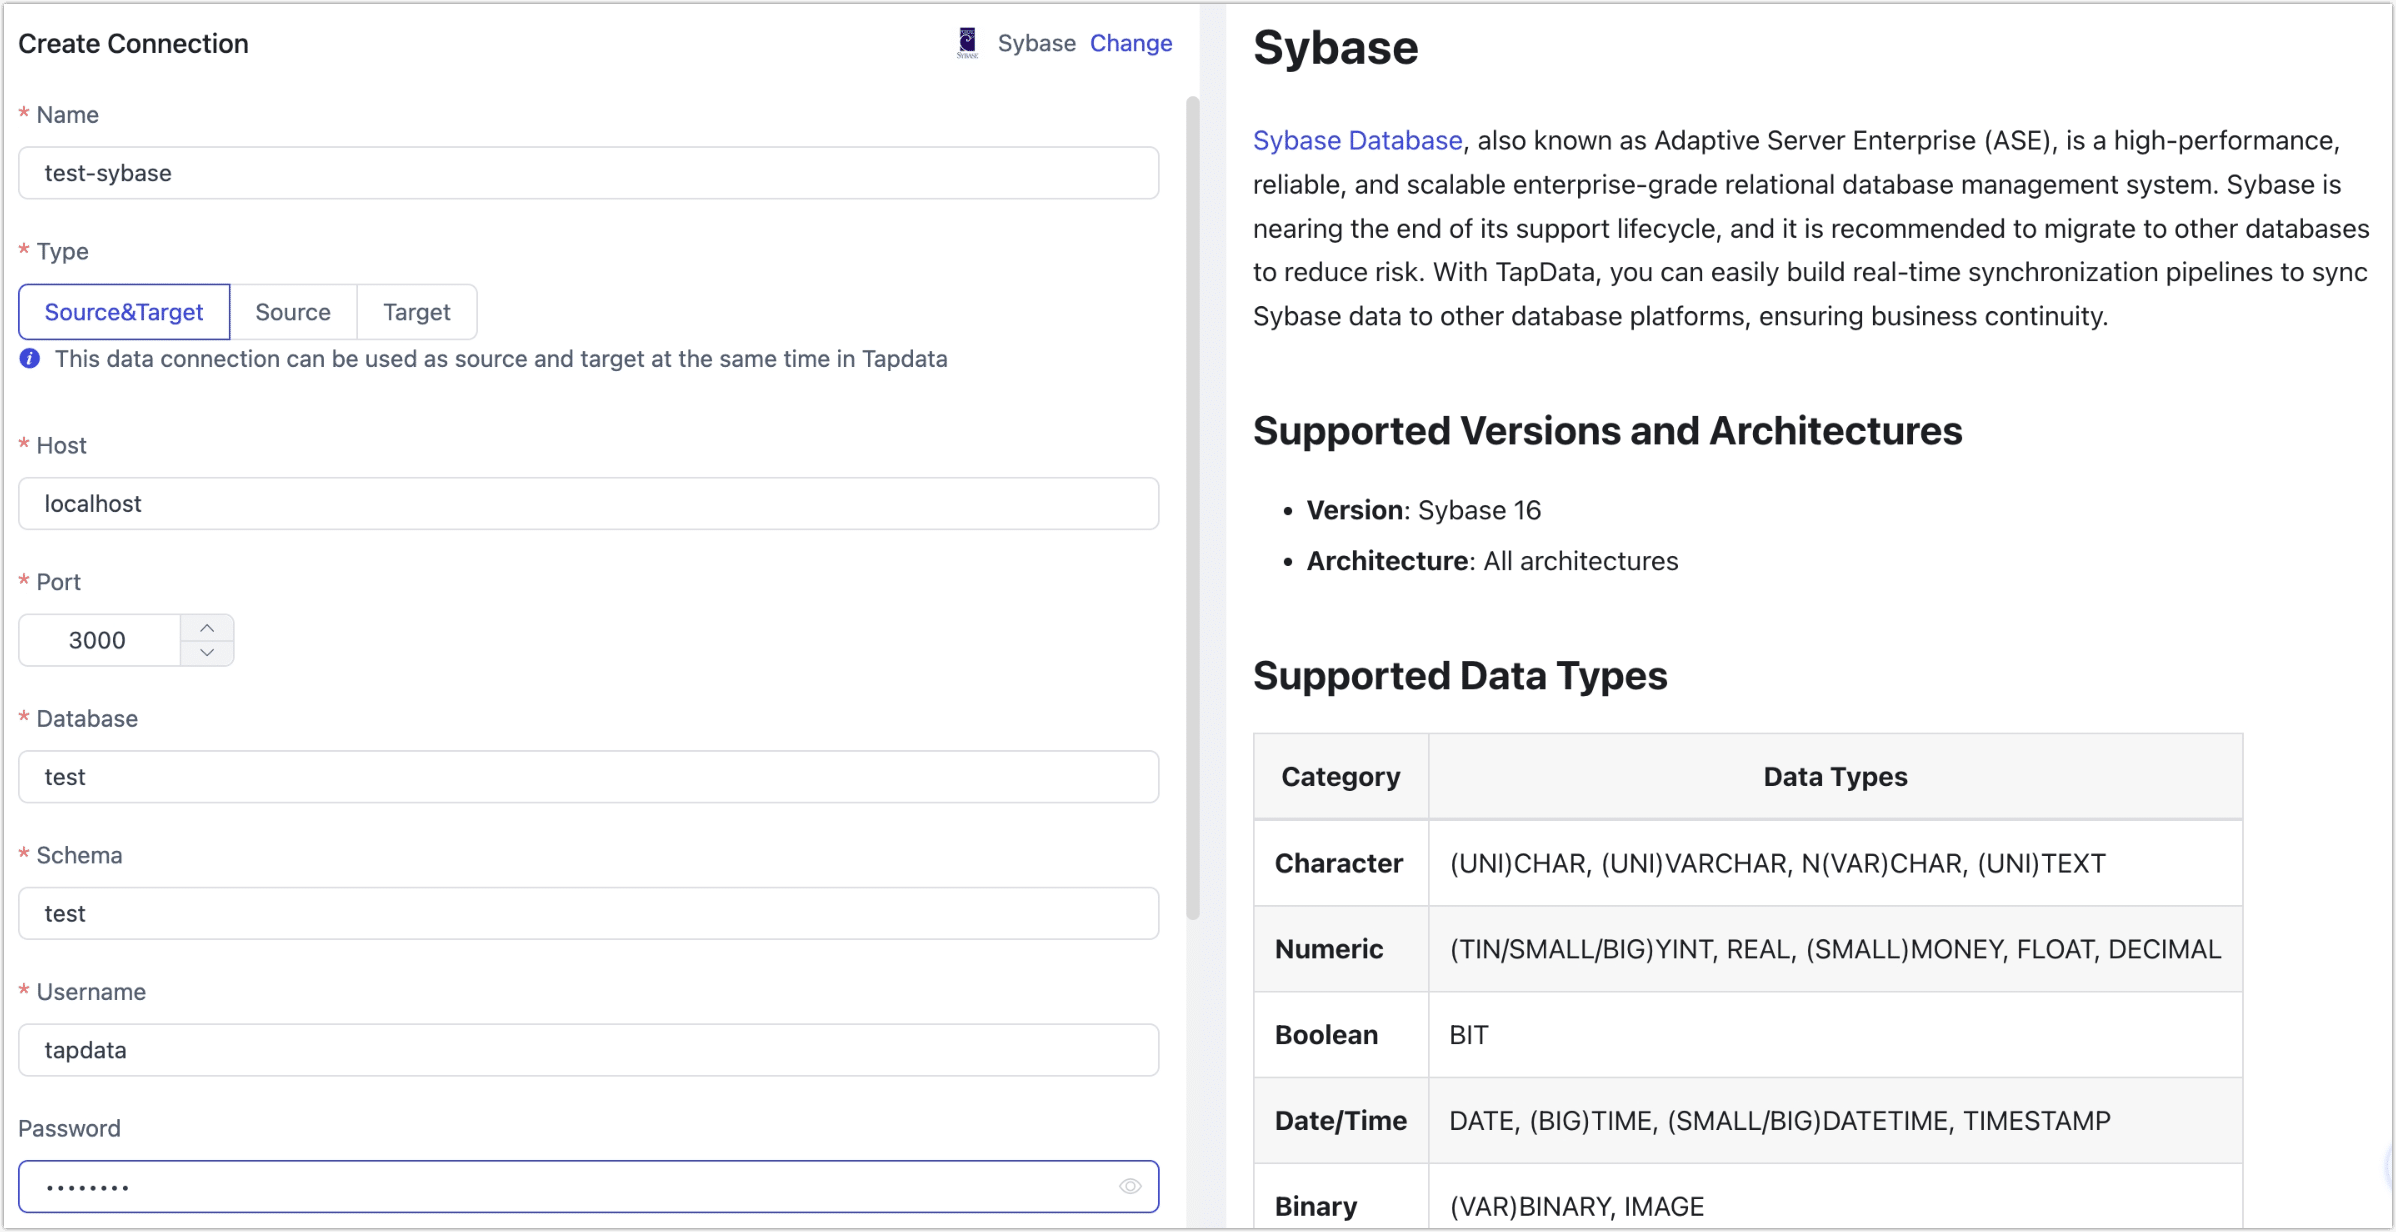 Create Connection
SYBASE
Sybase Change
* Name
test-sybase
* Type
Source&Target Source Target
This data connection can be used as source and target at the same time in Tapdata
* Host
localhost
* Port
3000
* Database
test
* Schema
test
* Username
tapdata
Password
••••••••
Sybase
Sybase Database, also known as Adaptive Server Enterprise (ASE), is a high-performance,
reliable, and scalable enterprise-grade relational database management system. Sybase is
nearing the end of its support lifecycle, and it is recommended to migrate to other databases
to reduce risk. With TapData, you can easily build real-time synchronization pipelines to sync
Sybase data to other database platforms, ensuring business continuity.
Supported Versions and Architectures
• Version: Sybase 16
• Architecture: All architectures
Supported Data Types
Category Data Types
Character (UNI)CHAR, (UNI)VARCHAR, N(VAR)CHAR, (UNI)TEXT
Numeric (TIN/SMALL/BIG)YINT, REAL, (SMALL)MONEY, FLOAT, DECIMAL
Boolean BIT
Date/Time DATE, (BIG)TIME, (SMALL/BIG)DATETIME, TIMESTAMP
Binary (VAR)BINARY, IMAGE